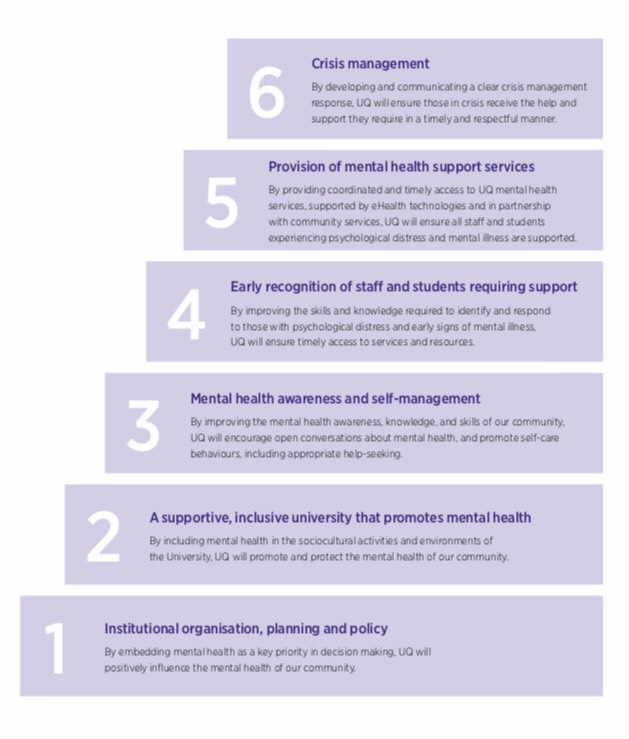 6
Crisis management
By developing and communicating a clear crisis management
response, UQ will ensure those in crisis receive the help and
support they require in a timely and respectful manner.
5
Provision of mental health support services
By providing coordinated and timely access to UQ mental health
services, supported by eHealth technologies and in partnership
with community services, UQ will ensure all staff and students
experiencing psychological distress and mental illness are supported.
4
Early recognition of staff and students requiring support
By improving the skills and knowledge required to identify and respond
to those with psychological distress and early signs of mental illness,
UQ will ensure timely access to services and resources.
3
Mental health awareness and self-management
By improving the mental health awareness, knowledge, and skills of our community,
UQ will encourage open conversations about mental health, and promote self-care
behaviours, including appropriate help-seeking.
2
A supportive, inclusive university that promotes mental health
By including mental health in the sociocultural activities and environments of
the University, UQ will promote and protect the mental health of our community.
1
Institutional organisation, planning and policy
By embedding mental health as a key priority in decision making, UQ will
positively influence the mental health of our community.